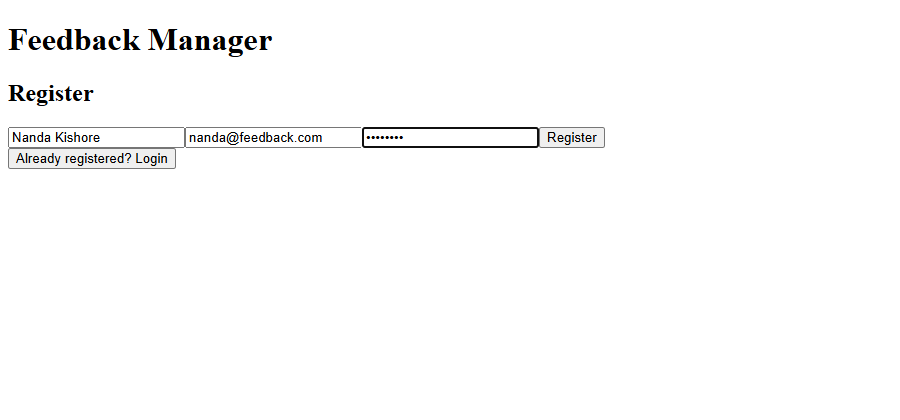 Feedback Manager
Register
Nanda Kishore nanda@feedback.com •••••••• Register
Already registered? Login